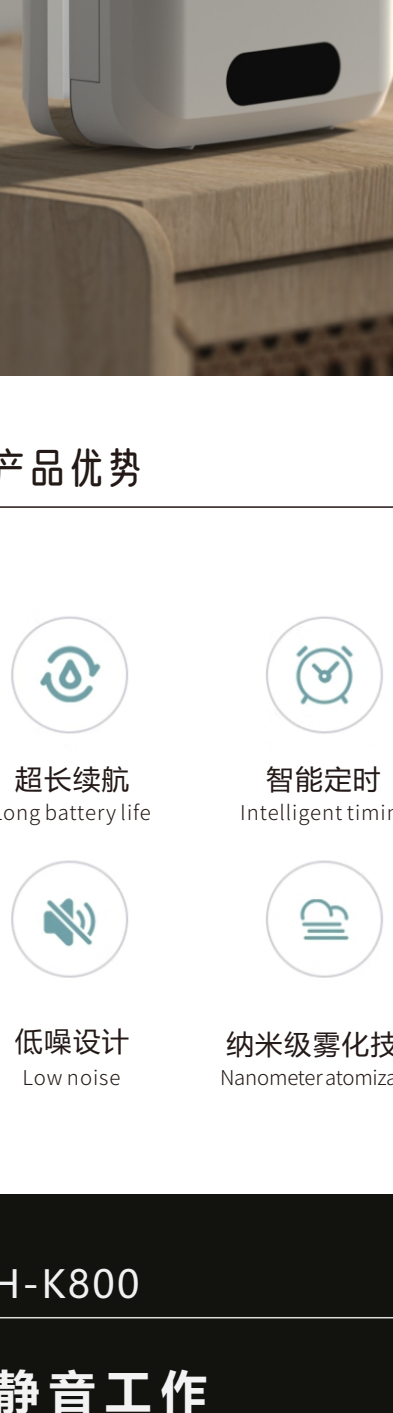 产品优势
超长续航
智能定时
Long battery life
Intelligent timin
低噪设计
纳米级雾化技
Low noise
Nanometer atomiza
H-K800
静音工作